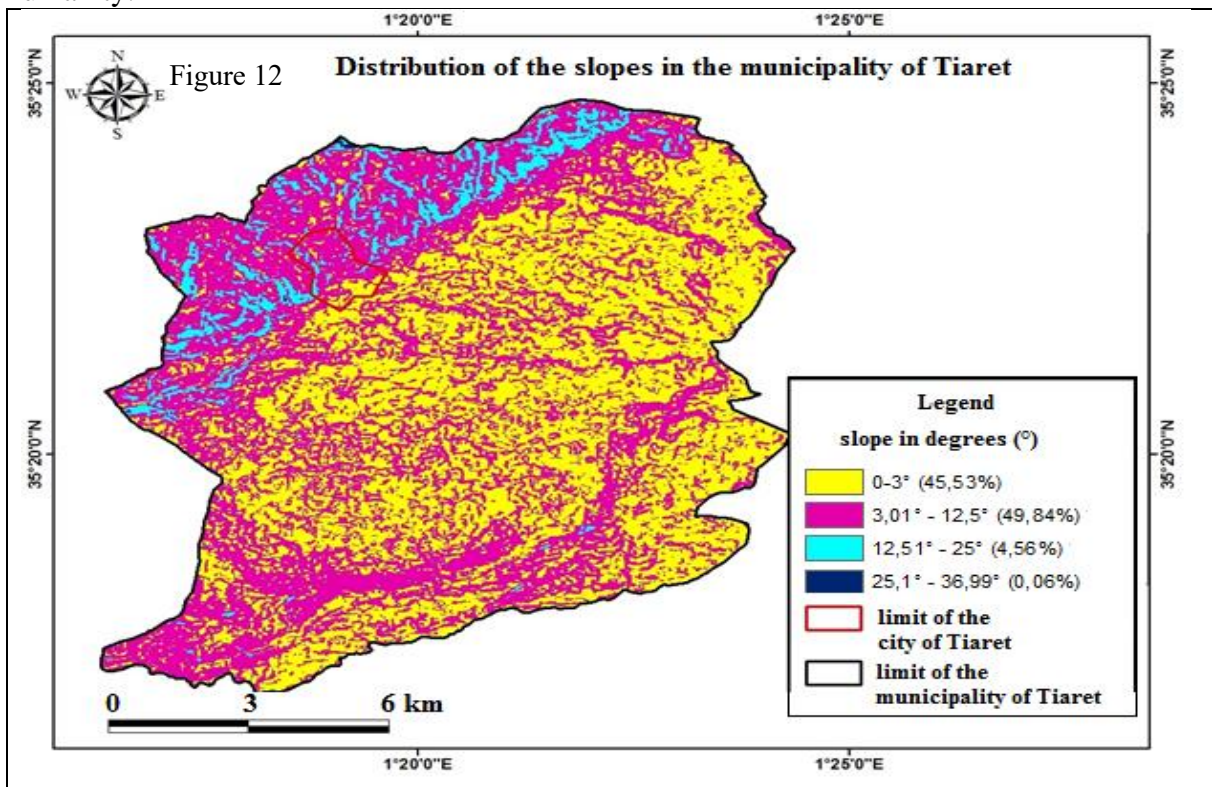 1°20'0"E
1°25'0"E
N
W E
S
Figure 12
Distribution of the slopes in the municipality of Tiaret
35°25'0"N
35°25'0"N
Legend
slope in degrees (°)
0-3° (45,53%)
3,01° - 12,5° (49,84%)
12,51° - 25° (4,56%)
25,1° - 36,99° (0,06%)
limit of the
city of Tiaret
limit of the
municipality of Tiaret
35°20'0"N
35°20'0"N
0 3 6 km
1°20'0"E
1°25'0"E